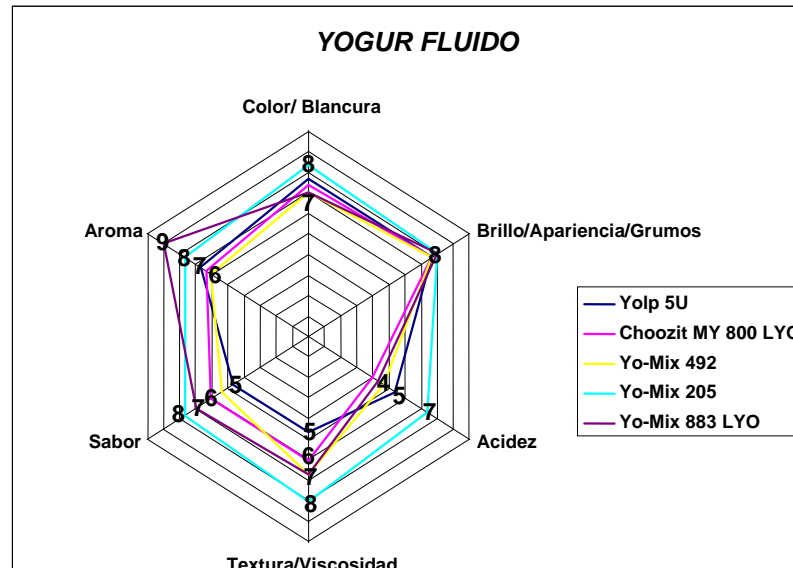 YOGUR FLUIDO
Color/ Blancura
8
7
Aroma
9
8
7
6
Brillo/Apariencia/Grumos
8
Yolp 5U
Choozit MY 800 LYO
Yo-Mix 492
Yo-Mix 205
Yo-Mix 883 LYO
5
4
5
6
7
8
7
Sabor
Acidez
5
6
7
8
Textura/Viscosidad